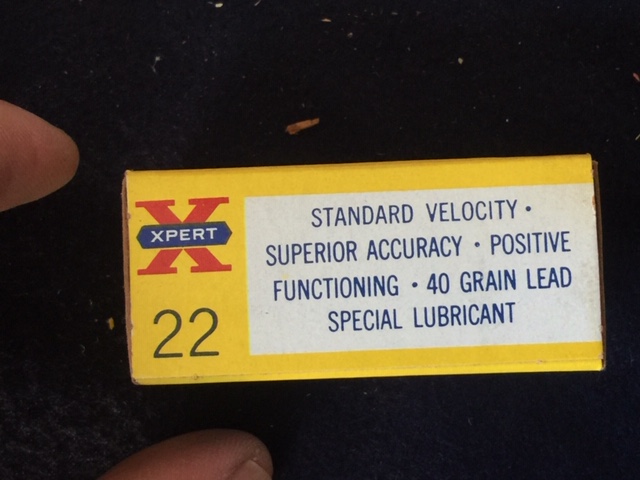 X
XPERT
22
STANDARD VELOCITY •
SUPERIOR ACCURACY • POSITIVE
FUNCTIONING • 40 GRAIN LEAD
SPECIAL LUBRICANT